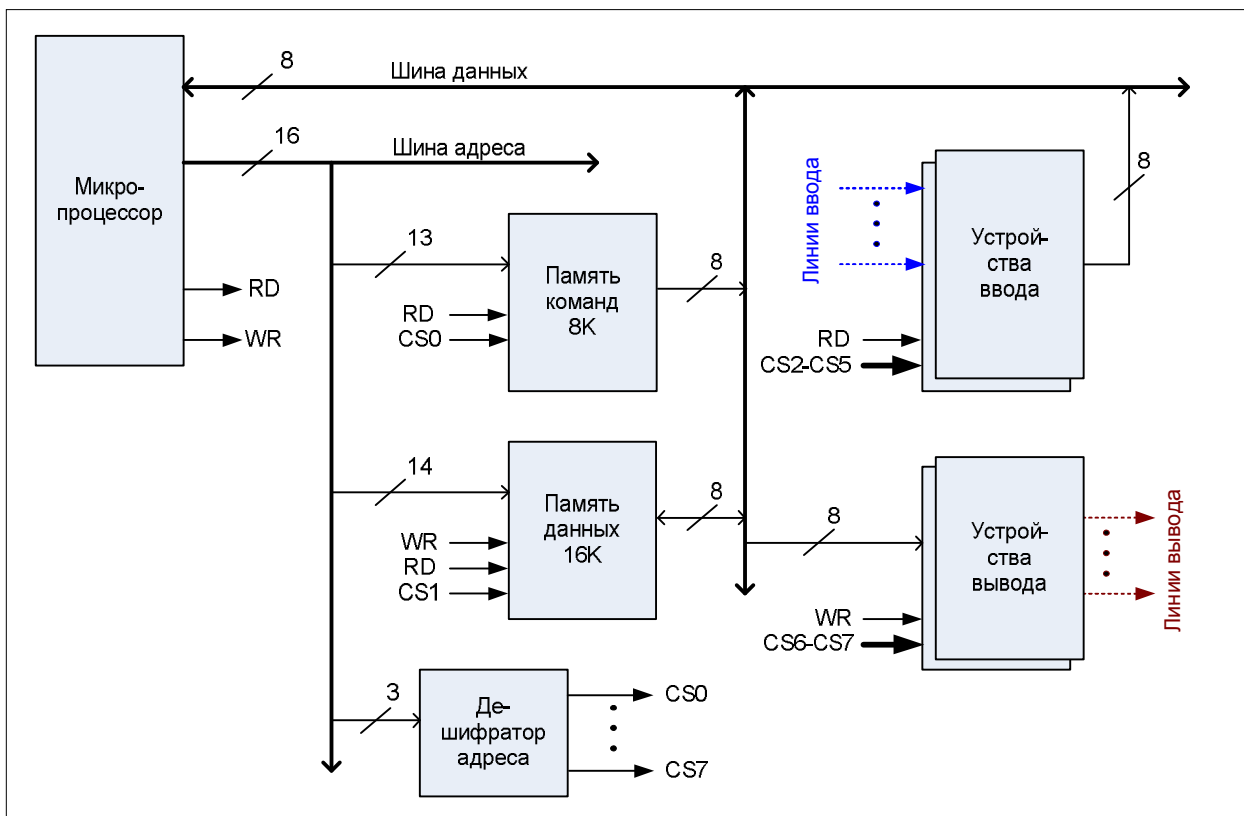 8
Шина данных
16
Шина адреса
Микро-
процессор
RD
WR
13
RD
CS0
Память
команд
8K
8
Линии ввода
RD
CS2-CS5
Устрой-
ства
ввода
8
14
WR
RD
CS1
Память
данных
16K
8
8
WR
CS6-CS7
Устрой-
ства
вывода
Линии вывода
3
Де-
шифратор
адреса
CS0
CS7